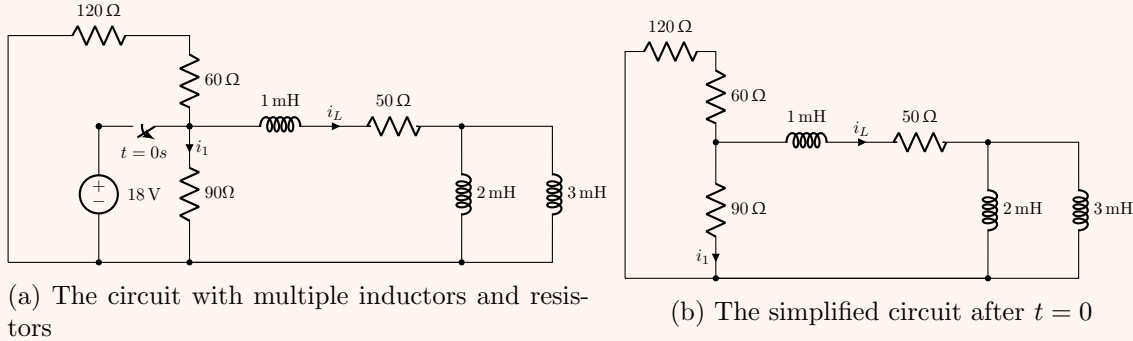 120 Ω
60 Ω
1 mH
i_L
50 Ω
t = 0s
i_1
18 V
90Ω
2 mH
3 mH
(a) The circuit with multiple inductors and resis-
tors
120 Ω
60 Ω
1 mH
i_L
50 Ω
90 Ω
i_1
2 mH
3 mH
(b) The simplified circuit after t = 0